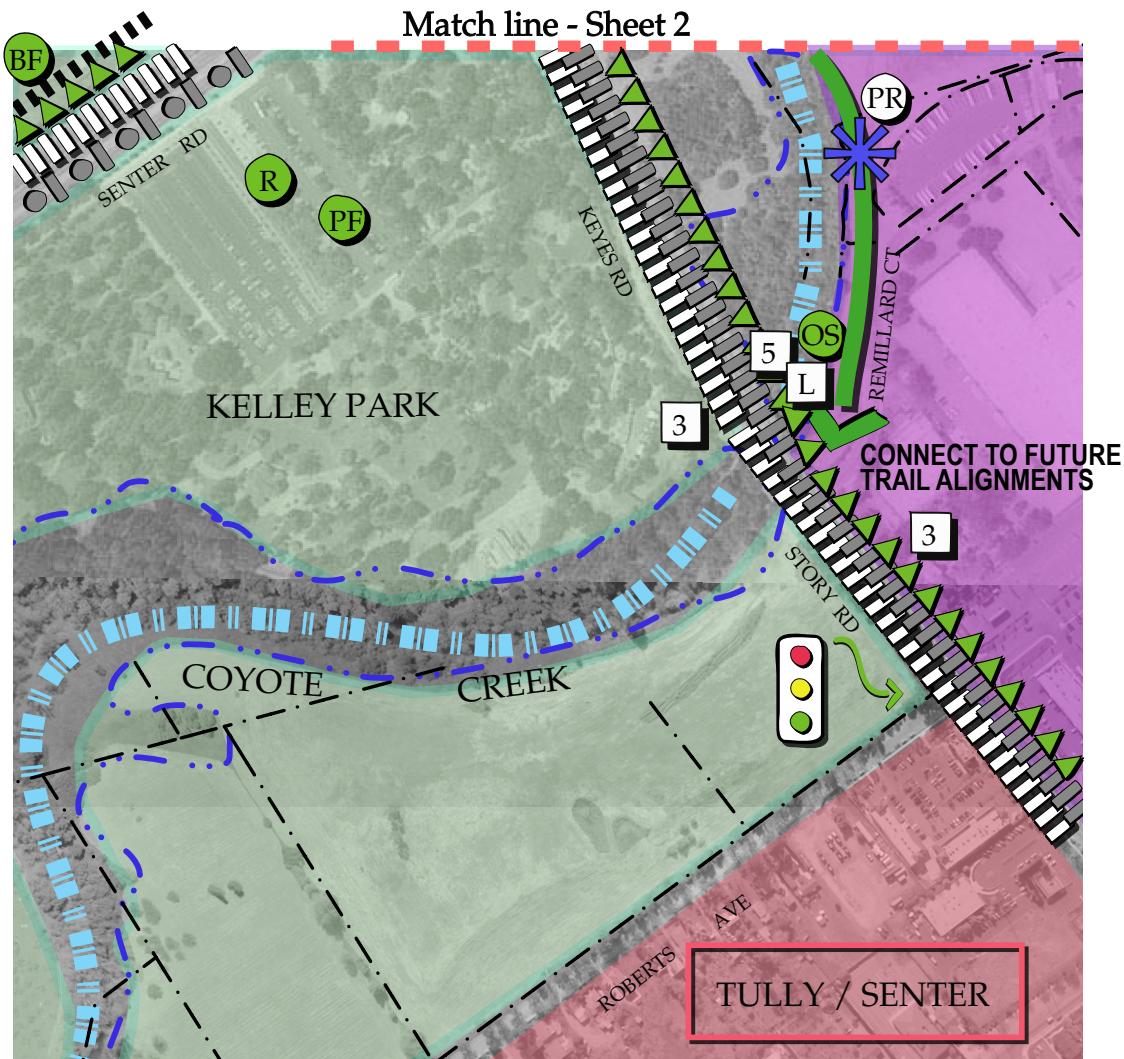 Match line - Sheet 2
BF
PR
SENTER RD
R
PF
KEYES RD
REMILLARD CT
OS
5
L
KELLEY PARK
3
CONNECT TO FUTURE
TRAIL ALIGNMENTS
3
STORY RD
COYOTE CREEK
ROBERTS AVE
TULLY / SENTER